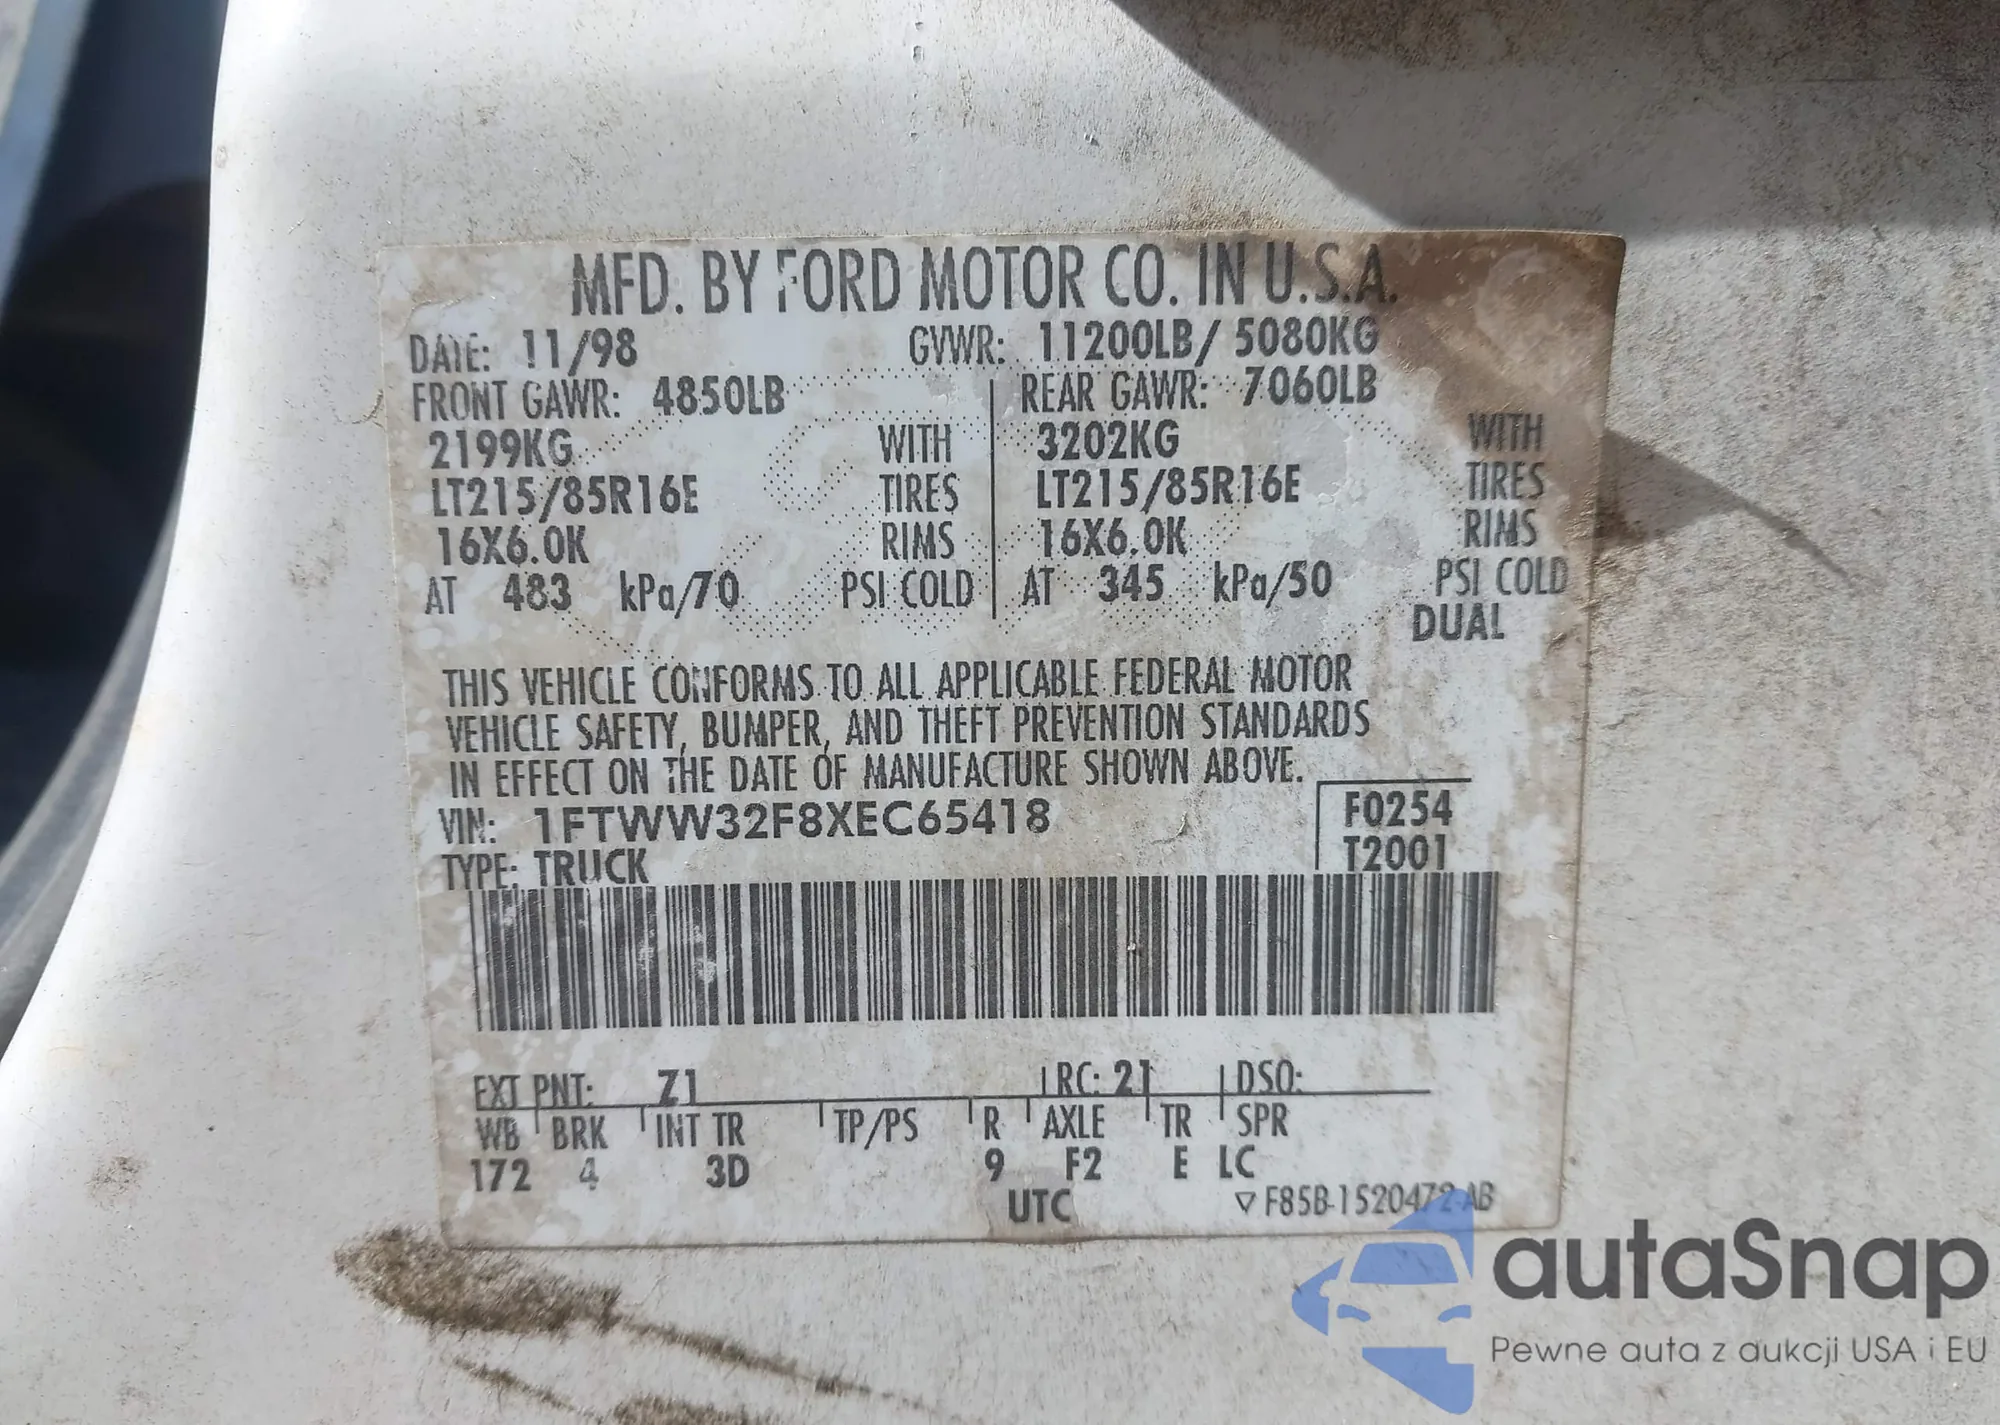 MFD. BY FORD MOTOR CO. IN U.S.A.
DATE: 11/98 GVWR: 11200LB/ 5080KG
FRONT GAWR: 4850LB REAR GAWR: 7060LB
2199KG WITH 3202KG WITH
LT215/85R16E TIRES LT215/85R16E TIRES
16X6.0K RIMS 16X6.0K RIMS
AT 483 kPa/70 PSI COLD AT 345 kPa/50 PSI COLD
DUAL
THIS VEHICLE CONFORMS TO ALL APPLICABLE FEDERAL MOTOR
VEHICLE SAFETY, BUMPER, AND THEFT PREVENTION STANDARDS
IN EFFECT ON THE DATE OF MANUFACTURE SHOWN ABOVE.
VIN: 1FTWW32F8XEC65418 F0254
TYPE: TRUCK T2001
EXT PNT: Z1 RC: 21 DSO:
WB BRK INT TR TP/PS R AXLE TR SPR
172 4 3D 9 F2 E LC
UTC ▽ F85B-1520472-AB
autaSnap
Pewne auta z aukcji USA i EU